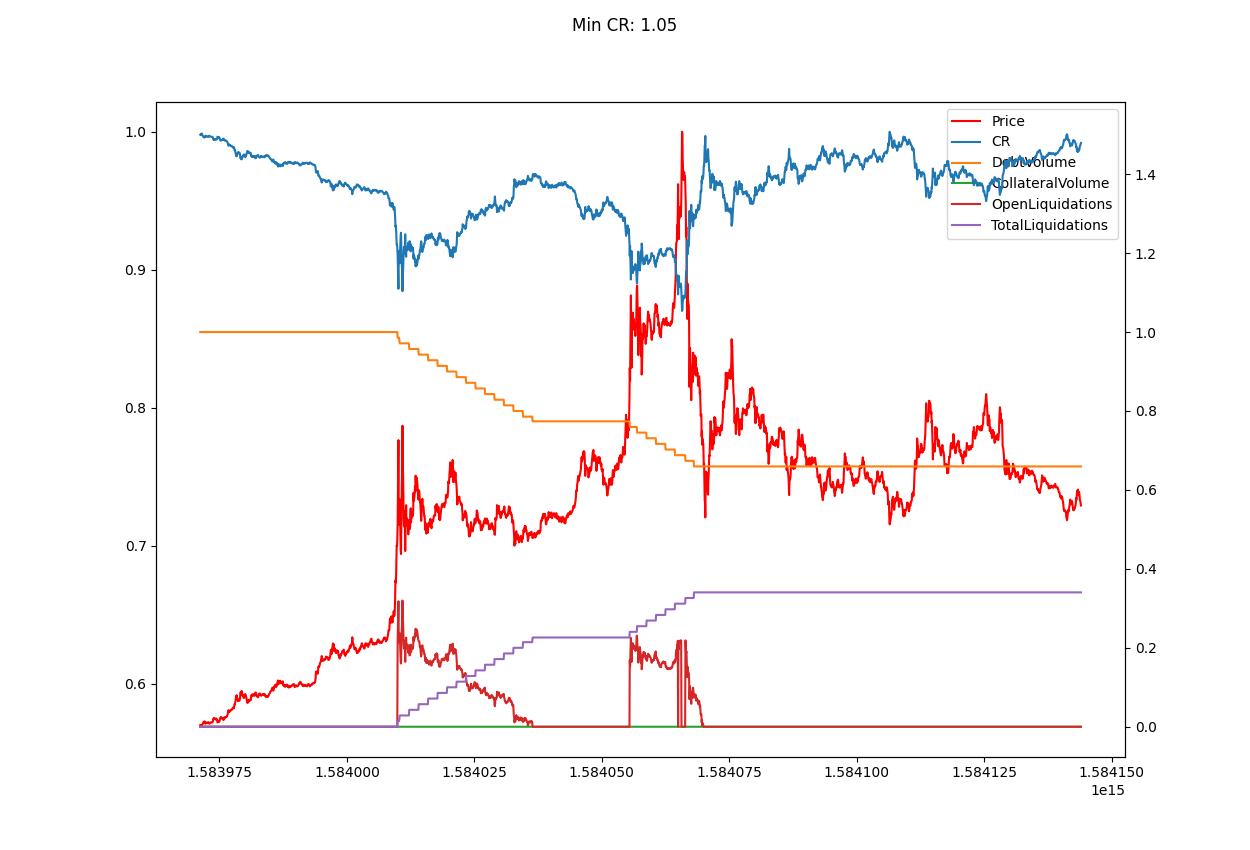 Min CR: 1.05
1.0
0.9
0.8
0.7
0.6
Price
CR
DebtVolume
CollateralVolume
OpenLiquidations
TotalLiquidations
1.4
1.2
1.0
0.8
0.6
0.4
0.2
0.0
1.583975 1.584000 1.584025 1.584050 1.584075 1.584100 1.584125 1.584150
1e15